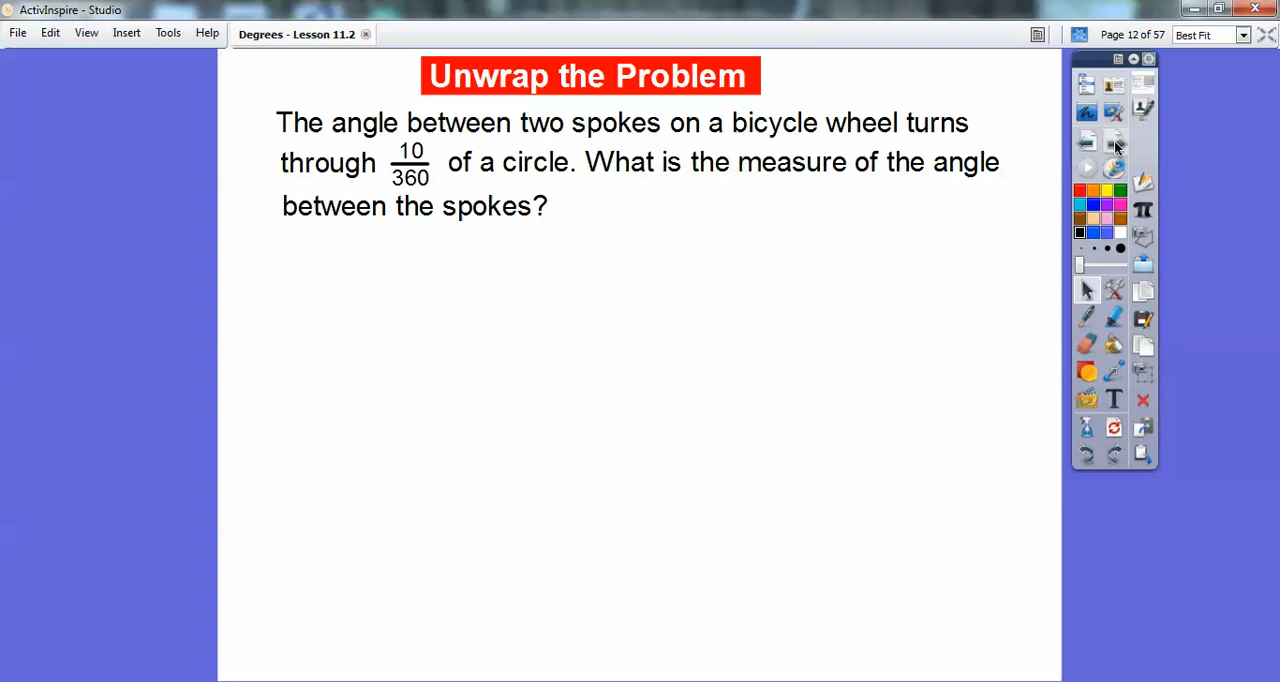 ActivInspire - Studio
File Edit View Insert Tools Help Degrees - Lesson 11.2 Page 12 of 57 Best Fit
Unwrap the Problem
The angle between two spokes on a bicycle wheel turns
through 10/360 of a circle. What is the measure of the angle
between the spokes?